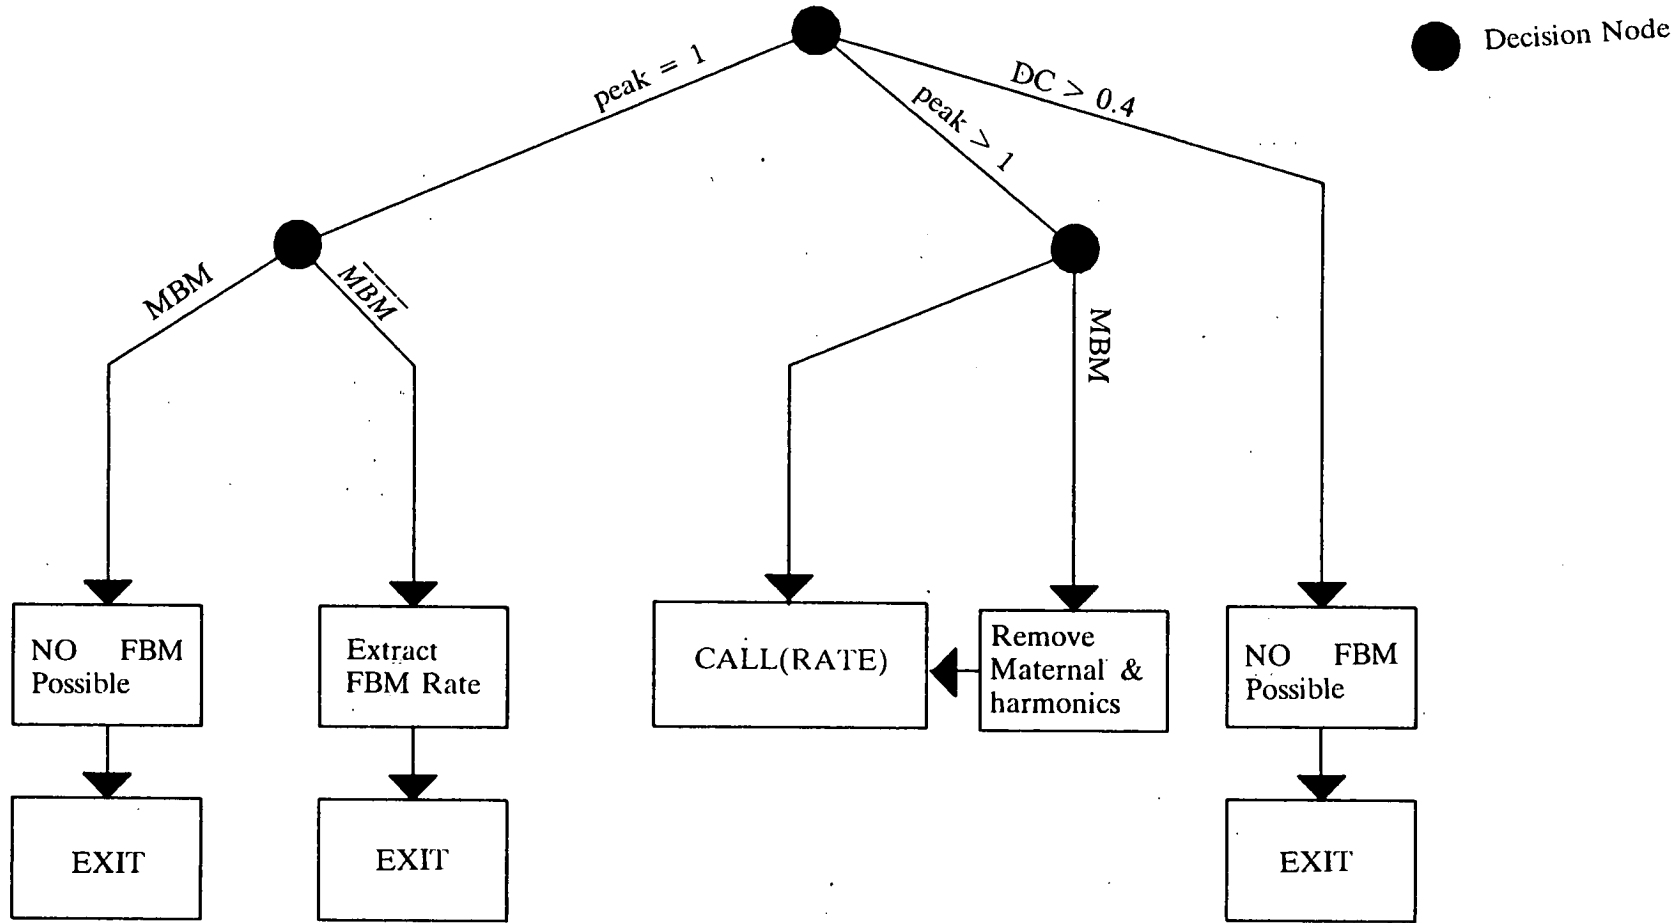 Decision Node
peak = 1
peak > 1
DC > 0.4
MBM
M̅B̅M̅
MBM
NO FBM
Possible
Extract
FBM Rate
CALL(RATE)
Remove
Maternal &
harmonics
NO FBM
Possible
EXIT
EXIT
EXIT